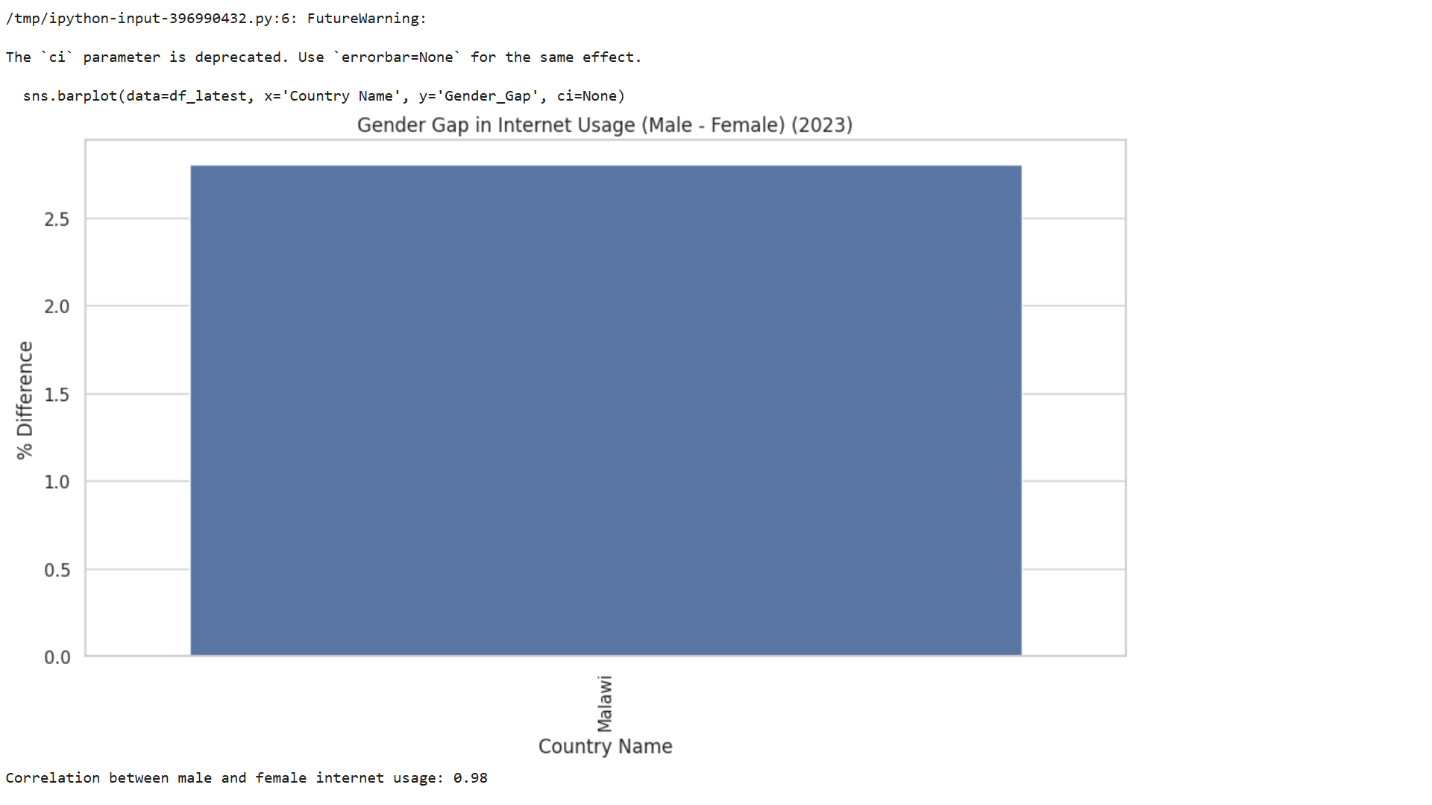 /tmp/ipython-input-396990432.py:6: FutureWarning:
The `ci` parameter is deprecated. Use `errorbar=None` for the same effect.
sns.barplot(data=df_latest, x='Country Name', y='Gender_Gap', ci=None)
Gender Gap in Internet Usage (Male - Female) (2023)
2.5
2.0
1.5
1.0
0.5
0.0
% Difference
Malawi
Country Name
Correlation between male and female internet usage: 0.98